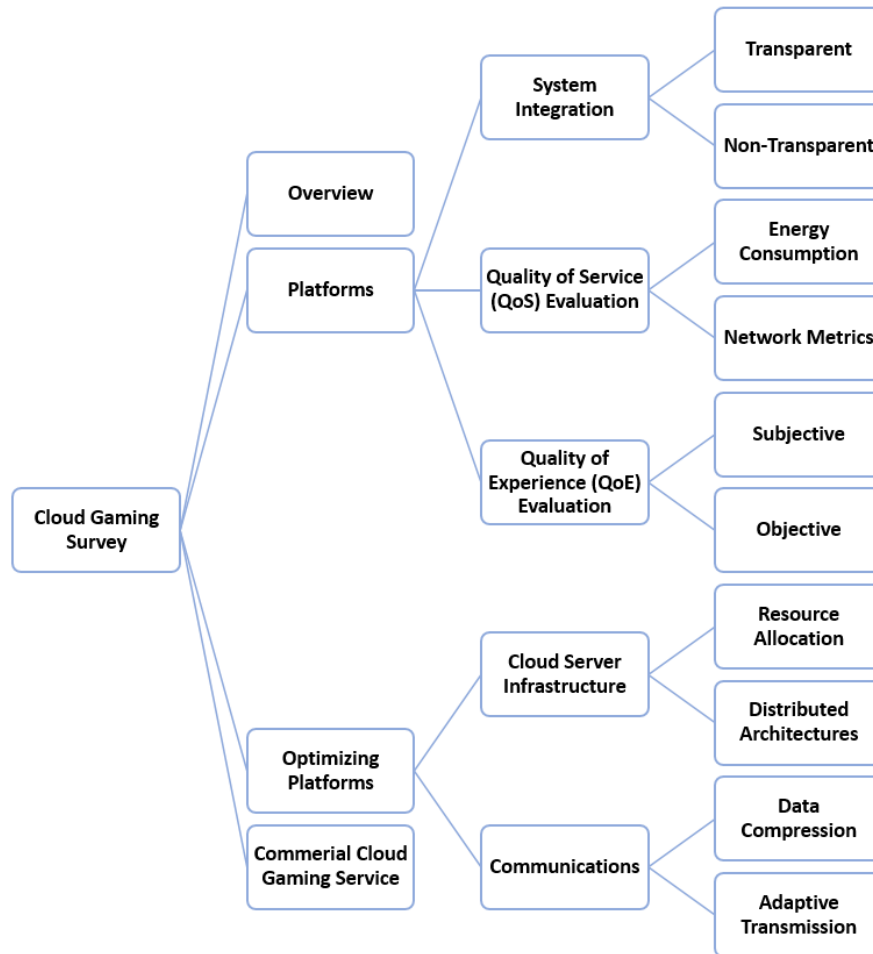 Cloud Gaming
Survey
Overview
Platforms
Optimizing
Platforms
Commerial Cloud
Gaming Service
System
Integration
Quality of Service
(QoS) Evaluation
Quality of
Experience (QoE)
Evaluation
Cloud Server
Infrastructure
Communications
Transparent
Non-Transparent
Energy
Consumption
Network Metrics
Subjective
Objective
Resource
Allocation
Distributed
Architectures
Data
Compression
Adaptive
Transmission